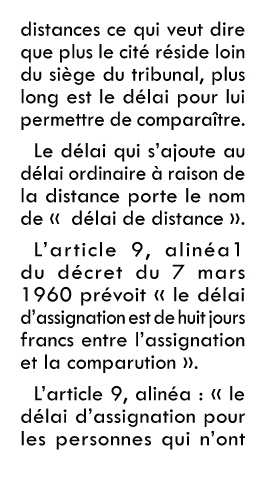 distances ce qui veut dire
que plus le cité réside loin
du siège du tribunal, plus
long est le délai pour lui
permettre de comparaître.
Le délai qui s'ajoute au
délai ordinaire à raison de
la distance porte le nom
de «  délai de distance ».
L'article 9, alinéa1
du décret du 7 mars
1960 prévoit « le délai
d'assignation est de huit jours
francs entre l'assignation
et la comparution ».
L'article 9, alinéa : « le
délai d'assignation pour
les personnes qui n'ont